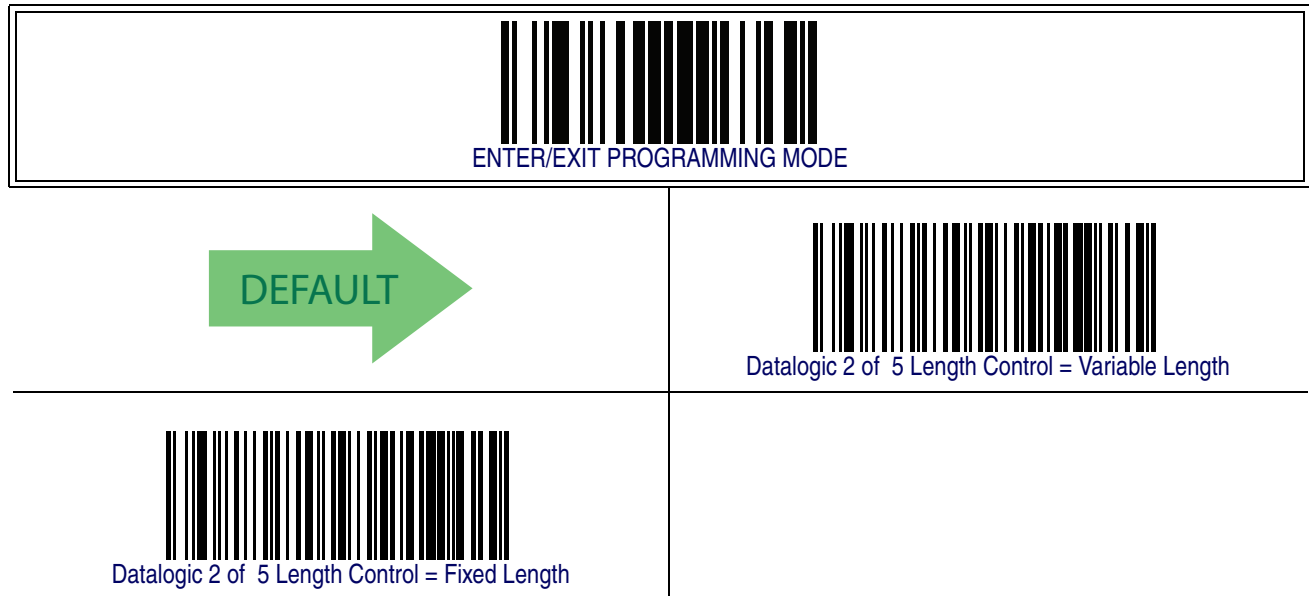 ENTER/EXIT PROGRAMMING MODE
DEFAULT
Datalogic 2 of  5 Length Control = Variable Length
Datalogic 2 of  5 Length Control = Fixed Length